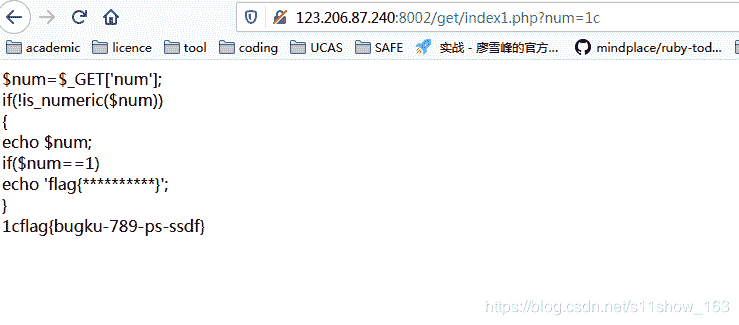 123.206.87.240:8002/get/index1.php?num=1c
academic licence tool coding UCAS SAFE 实战 - 廖雪峰的官方... mindplace/ruby-tod...
$num=$_GET['num'];
if(!is_numeric($num))
{
echo $num;
if($num==1)
echo 'flag{**********}';
}
1cflag{bugku-789-ps-ssdf}
https://blog.csdn.net/s11show_163